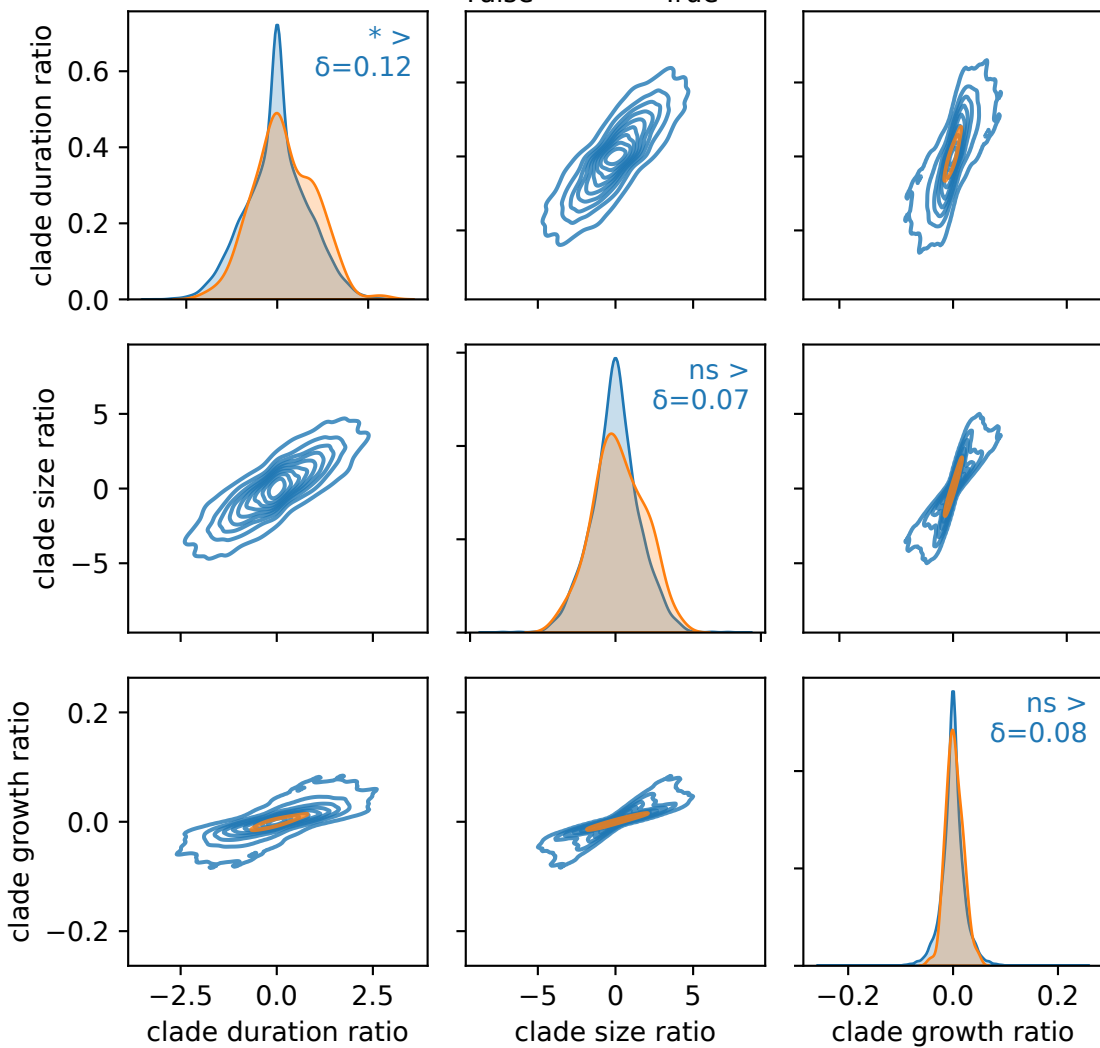 clade duration ratio
0.6
0.4
0.2
0.0
* >
δ=0.12
clade size ratio
5
0
−5
ns >
δ=0.07
clade growth ratio
0.2
0.0
−0.2
ns >
δ=0.08
−2.5 0.0 2.5
−5 0 5
−0.2 0.0 0.2
clade duration ratio
clade size ratio
clade growth ratio